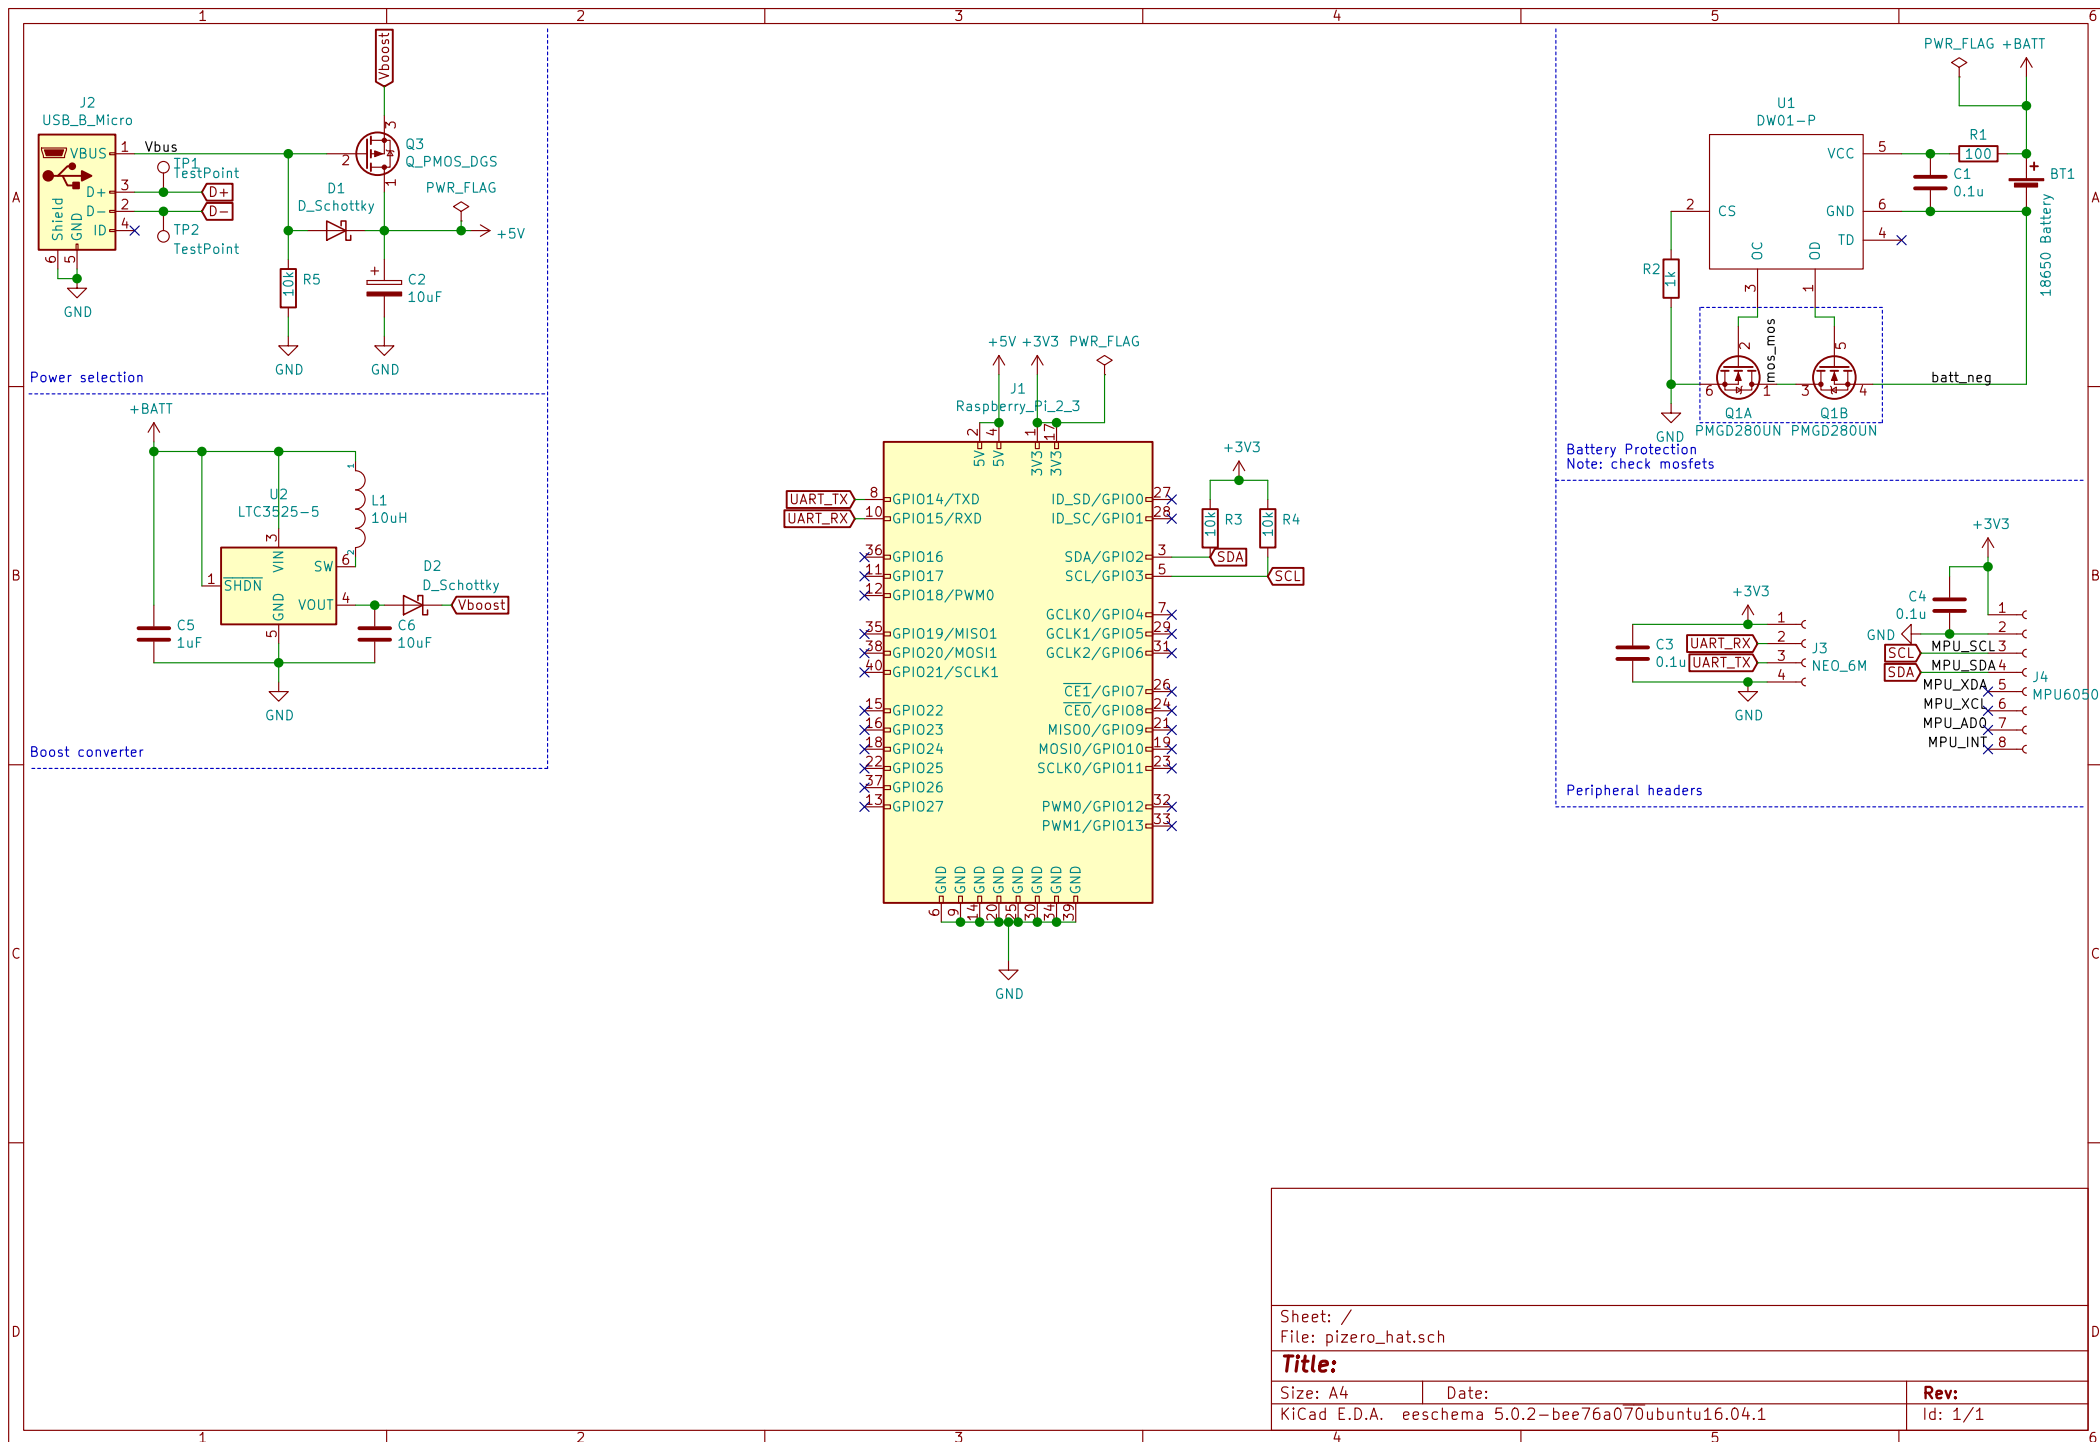 1 2 3 4 5 6
A
B
C
D
Vboost
J2
USB_B_Micro
VBUS 1 Vbus
TP1
TestPoint
D+ 3 D+
D- 2 D-
ID 4
Shield
GND
6 5
GND
TP2
TestPoint
3
2
1
Q3
Q_PMOS_DGS
D1
D_Schottky
PWR_FLAG
+5V
10k R5
GND
+
C2
10uF
GND
Power selection
+BATT
U2
LTC3525-5
3
VIN
1 SHDN
GND
5
SW 6
VOUT 4
1
2
L1
10uH
D2
D_Schottky
Vboost
C5
1uF
C6
10uF
GND
Boost converter
+5V +3V3 PWR_FLAG
J1
Raspberry_Pi_2_3
2 4 1 17
5V 5V 3V3 3V3
UART_TX 8 GPIO14/TXD
UART_RX 10 GPIO15/RXD
36 GPIO16
11 GPIO17
12 GPIO18/PWM0
35 GPIO19/MISO1
38 GPIO20/MOSI1
40 GPIO21/SCLK1
15 GPIO22
16 GPIO23
18 GPIO24
22 GPIO25
37 GPIO26
13 GPIO27
ID_SD/GPIO0 27
ID_SC/GPIO1 28
SDA/GPIO2 3 SDA
SCL/GPIO3 5 SCL
GCLK0/GPIO4 7
GCLK1/GPIO5 29
GCLK2/GPIO6 31
CE1/GPIO7 26
CE0/GPIO8 24
MISO0/GPIO9 21
MOSI0/GPIO10 19
SCLK0/GPIO11 23
PWM0/GPIO12 32
PWM1/GPIO13 33
GND GND GND GND GND GND GND GND
6 9 14 20 25 30 34 39
GND
+3V3
10k R3
10k R4
PWR_FLAG +BATT
U1
DW01-P
VCC 5
R1
100
C1
0.1u
+
BT1
18650 Battery
2 CS
GND 6
TD 4
OC
OD
3
1
R2
1k
GND
2
6 1
mos_mos
5
3 4
batt_neg
Q1A
PMGD280UN
Q1B
PMGD280UN
Battery Protection
Note: check mosfets
+3V3
C3
0.1u
1
UART_RX 2
UART_TX 3
4
J3
NEO_6M
GND
+3V3
C4
0.1u
1
GND 2
SCL MPU_SCL 3
SDA MPU_SDA 4
MPU_XDA 5
MPU_XCL 6
MPU_ADO 7
MPU_INT 8
J4
MPU6050
Peripheral headers
Sheet: /
File: pizero_hat.sch
Title:
Size: A4 Date: Rev:
KiCad E.D.A. eeschema 5.0.2-bee76a070ubuntu16.04.1 Id: 1/1
A
B
C
D
1 2 3 4 5 6